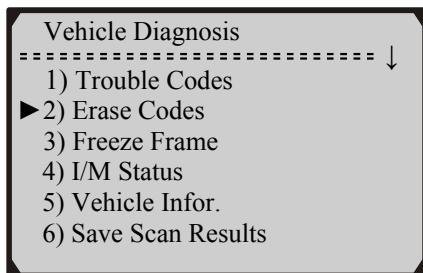 Vehicle Diagnosis
1) Trouble Codes
2) Erase Codes
3) Freeze Frame
4) I/M Status
5) Vehicle Infor.
6) Save Scan Results